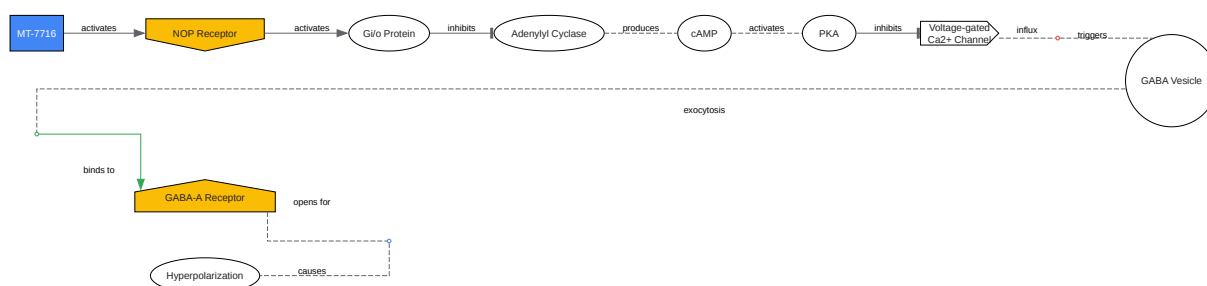 MT-7716
activates
NOP Receptor
activates
Gi/o Protein
inhibits
Adenylyl Cyclase
produces
cAMP
activates
PKA
inhibits
Voltage-gated
Ca2+ Channel
influx
triggers
GABA Vesicle
exocytosis
binds to
GABA-A Receptor
opens for
Hyperpolarization
causes